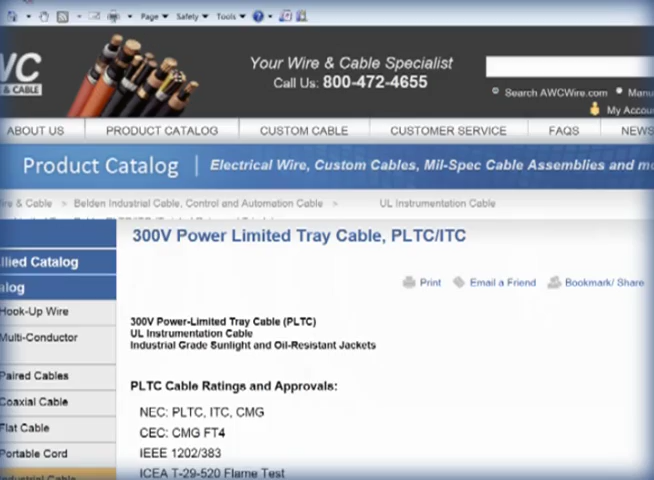 Page Safety Tools
WC
& CABLE
Your Wire & Cable Specialist
Call Us: 800-472-4655
Search AWCWire.com Manu
My Accou
ABOUT US PRODUCT CATALOG CUSTOM CABLE CUSTOMER SERVICE FAQS NEWS
Product Catalog | Electrical Wire, Custom Cables, Mil-Spec Cable Assemblies and mo
ire & Cable > Belden Industrial Cable, Control and Automation Cable > UL Instrumentation Cable
300V Power Limited Tray Cable, PLTC/ITC
llied Catalog
Print Email a Friend Bookmark/ Share
alog
Hook-Up Wire
Multi-Conductor
Paired Cables
Coaxial Cable
Flat Cable
Portable Cord
Industrial Cable
300V Power-Limited Tray Cable (PLTC)
UL Instrumentation Cable
Industrial Grade Sunlight and Oil-Resistant Jackets
PLTC Cable Ratings and Approvals:
NEC: PLTC, ITC, CMG
CEC: CMG FT4
IEEE 1202/383
ICEA T-29-520 Flame Test